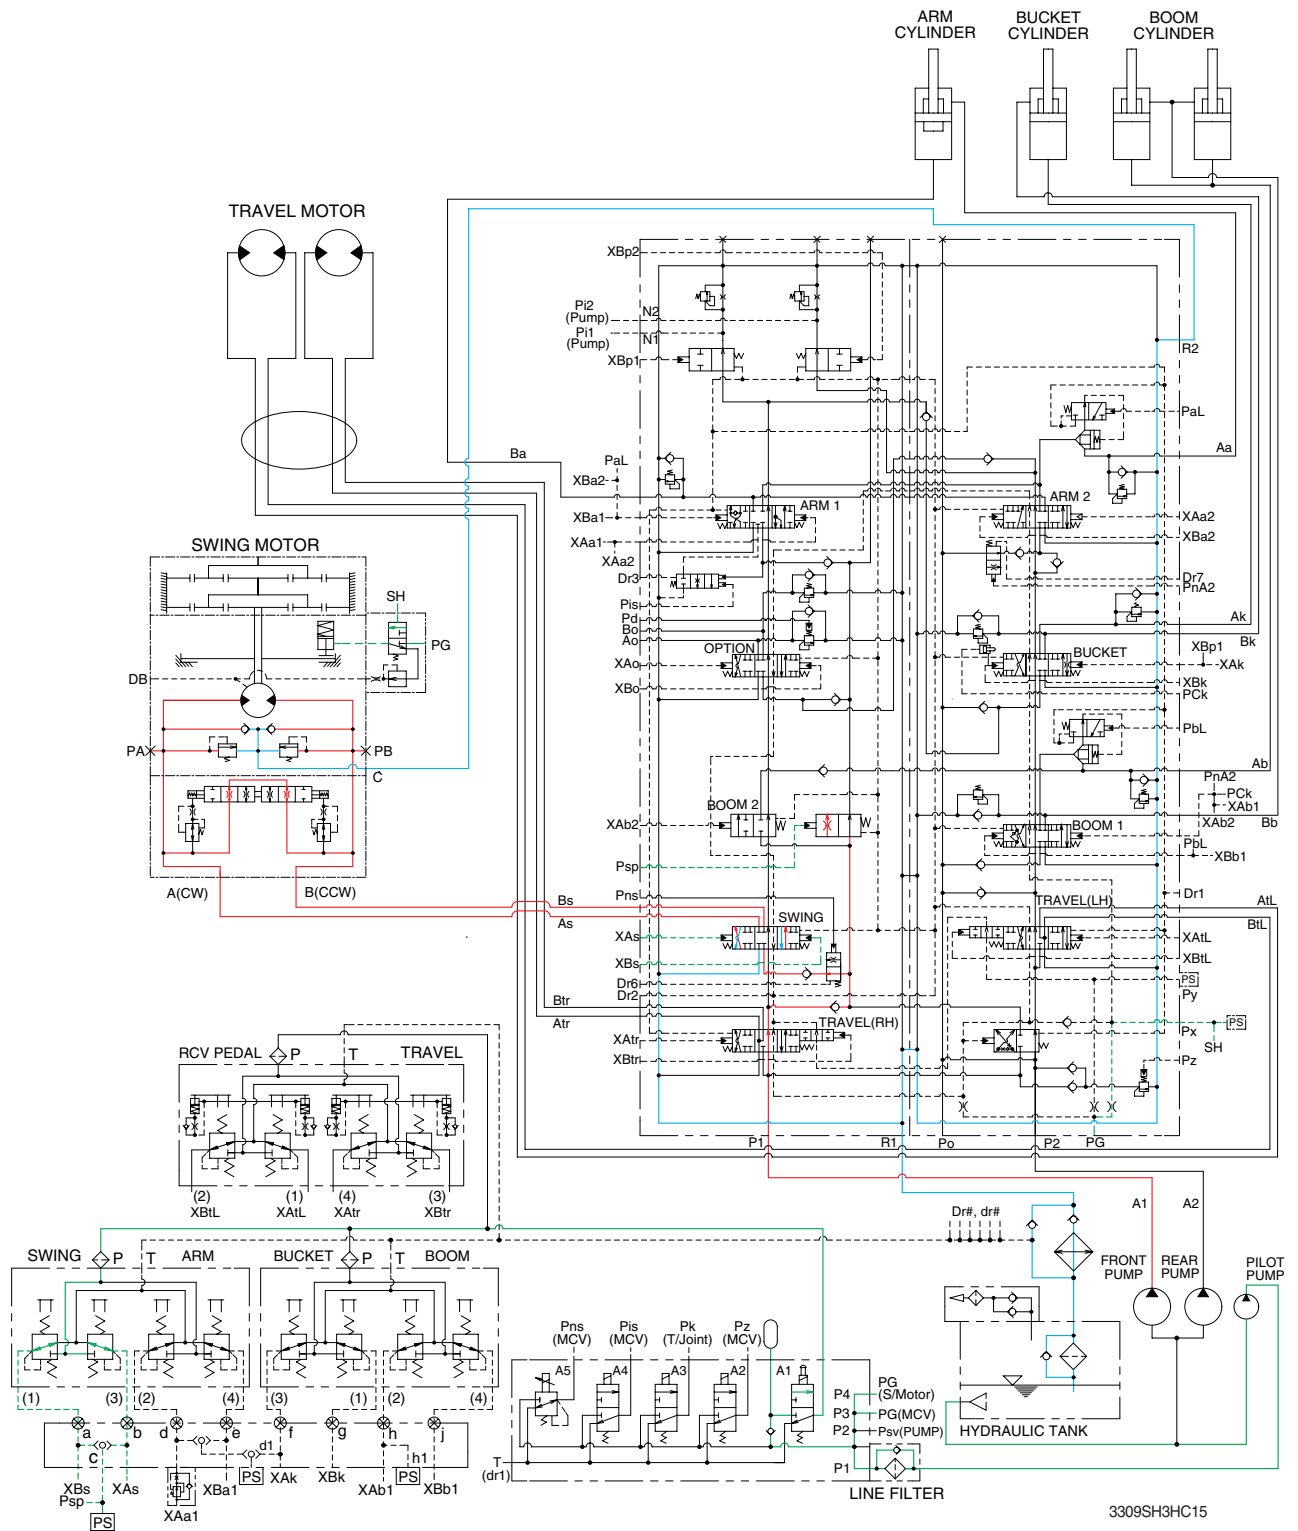 ARM
CYLINDER
BUCKET
CYLINDER
BOOM
CYLINDER
TRAVEL MOTOR
XBp2
Pi2
(Pump)
N2
Pi1
(Pump)
N1
XBp1
R2
PaL
Aa
Ba
PaL
XBa2
XBa1
XAa1
XAa2
ARM 1
ARM 2
XAa2
XBa2
Dr3
Dr7
PnA2
Pis
Pd
Bo
Ao
Ak
Bk
SWING MOTOR
SH
PG
DB
OPTION
XAo
XBo
BUCKET
XBp1
XAk
XBk
PCk
PbL
PA
PB
C
Ab
PnA2
PCk
XAb1
XAb2
Bb
BOOM 2
XAb2
BOOM 1
PbL
XBb1
Psp
Pns
A(CW)
B(CCW)
Bs
As
SWING
XAs
XBs
Dr6
Dr2
TRAVEL(LH)
Dr1
AtL
BtL
XAtL
XBtL
PS
Py
Btr
Atr
TRAVEL(RH)
XAtr
XBtr
Px
PS
SH
Pz
RCV PEDAL
P
T
TRAVEL
P1
R1
Po
P2
PG
(2)
XBtL
(1)
XAtL
(4)
XAtr
(3)
XBtr
A1
A2
Dr#, dr#
SWING
P
T
ARM
BUCKET
P
T
BOOM
FRONT
PUMP
REAR
PUMP
PILOT
PUMP
Pns
(MCV)
Pis
(MCV)
Pk
(T/Joint)
Pz
(MCV)
A5
A4
A3
A2
A1
(1)
(3)
(2)
(4)
(3)
(1)
(2)
(4)
P4
PG
(S/Motor)
P3
PG(MCV)
P2
Psv(PUMP)
HYDRAULIC TANK
a
b
d
e
f
g
h
j
C
d1
h1
T
(dr1)
P1
LINE FILTER
XBs
Psp
XAs
PS
XAa1
XBa1
PS
XAk
XBk
XAb1
PS
XBb1
3309SH3HC15